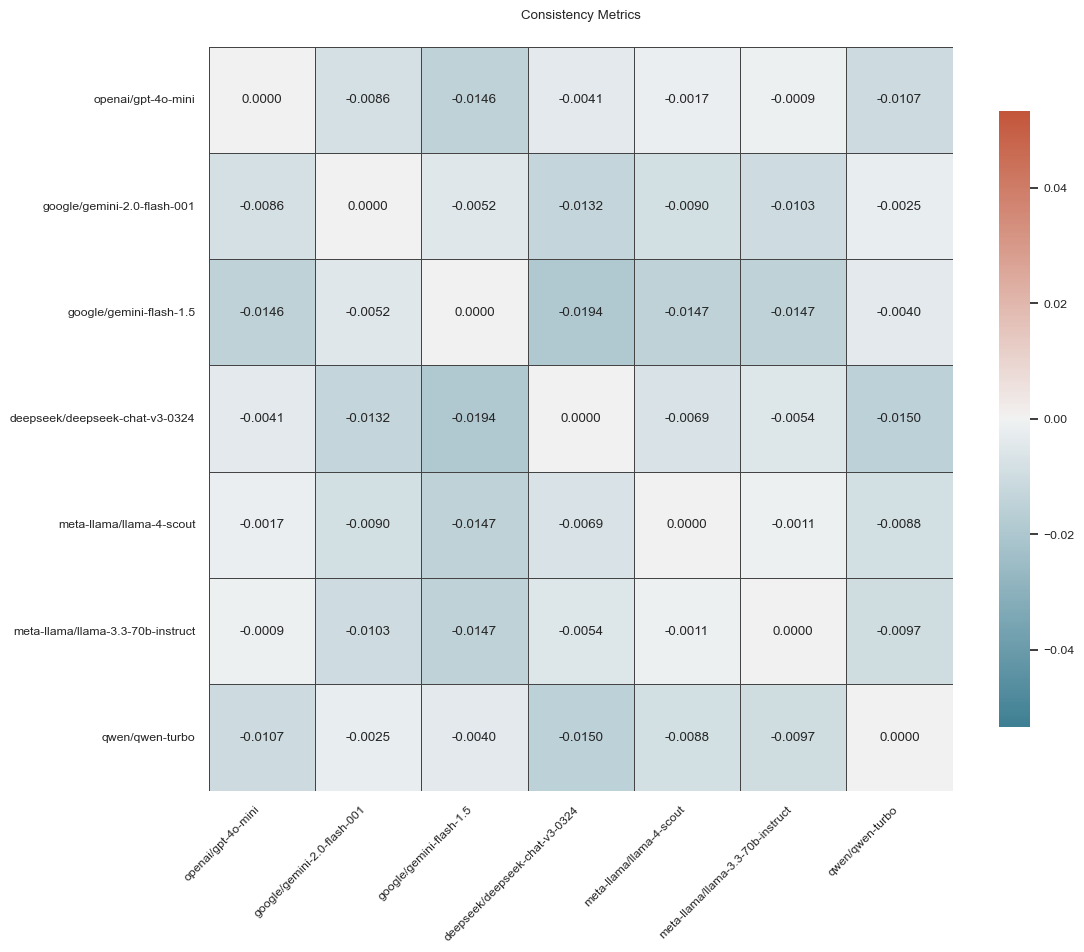 Consistency Metrics
openai/gpt-4o-mini 0.0000 -0.0086 -0.0146 -0.0041 -0.0017 -0.0009 -0.0107
google/gemini-2.0-flash-001 -0.0086 0.0000 -0.0052 -0.0132 -0.0090 -0.0103 -0.0025
google/gemini-flash-1.5 -0.0146 -0.0052 0.0000 -0.0194 -0.0147 -0.0147 -0.0040
deepseek/deepseek-chat-v3-0324 -0.0041 -0.0132 -0.0194 0.0000 -0.0069 -0.0054 -0.0150
meta-llama/llama-4-scout -0.0017 -0.0090 -0.0147 -0.0069 0.0000 -0.0011 -0.0088
meta-llama/llama-3.3-70b-instruct -0.0009 -0.0103 -0.0147 -0.0054 -0.0011 0.0000 -0.0097
qwen/qwen-turbo -0.0107 -0.0025 -0.0040 -0.0150 -0.0088 -0.0097 0.0000
openai/gpt-4o-mini
google/gemini-2.0-flash-001
google/gemini-flash-1.5
deepseek/deepseek-chat-v3-0324
meta-llama/llama-4-scout
meta-llama/llama-3.3-70b-instruct
qwen/qwen-turbo
0.04
0.02
0.00
−0.02
−0.04